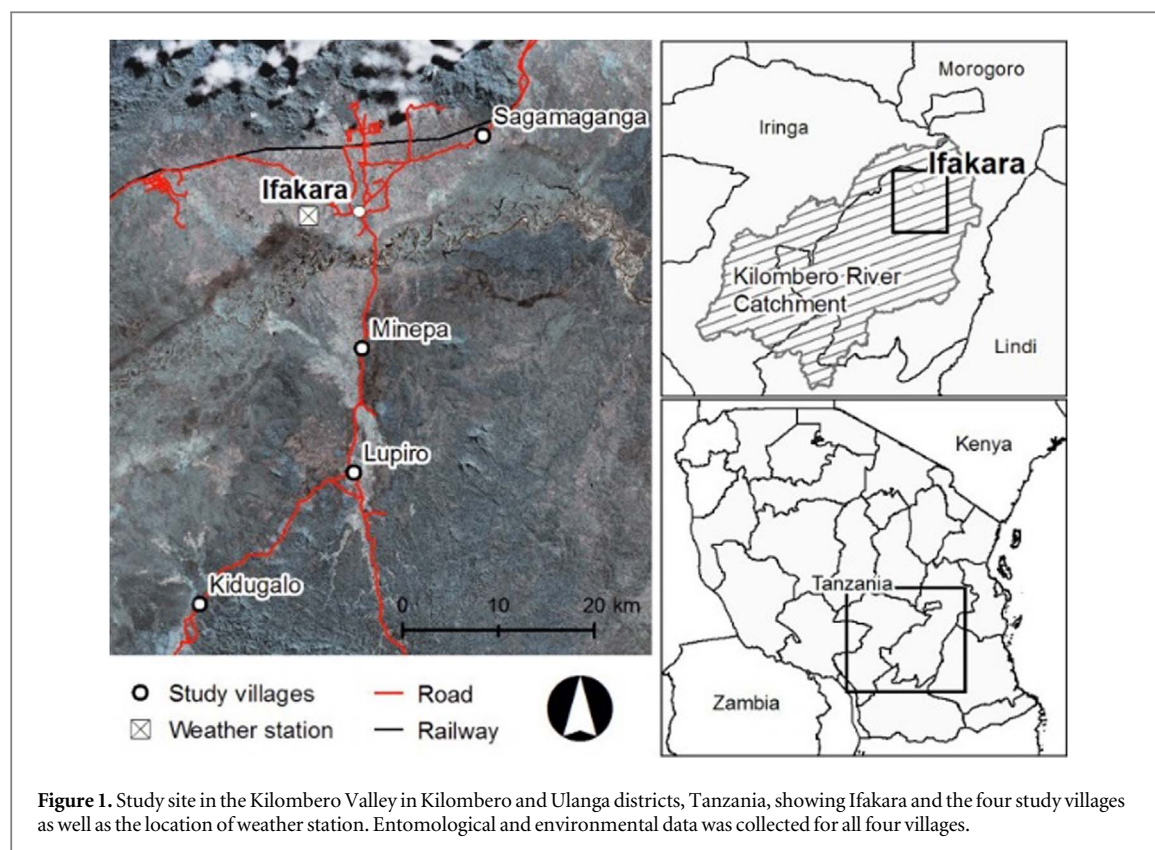 Sagamaganga
Ifakara
Minepa
Lupiro
Kidugalo
0 10 20 km
Study villages
Road
Weather station
Railway
Morogoro
Iringa
Ifakara
Kilombero River
Catchment
Lindi
Kenya
Tanzania
Zambia
Figure 1. Study site in the Kilombero Valley in Kilombero and Ulanga districts, Tanzania, showing Ifakara and the four study villages
as well as the location of weather station. Entomological and environmental data was collected for all four villages.